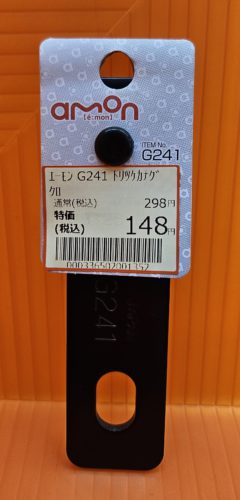 amon
[é:mon]
ITEM No.
G241
エーモン G241 トリツケカナグ
クロ
通常(税込) 298円
特価
(税込) 148円
G241